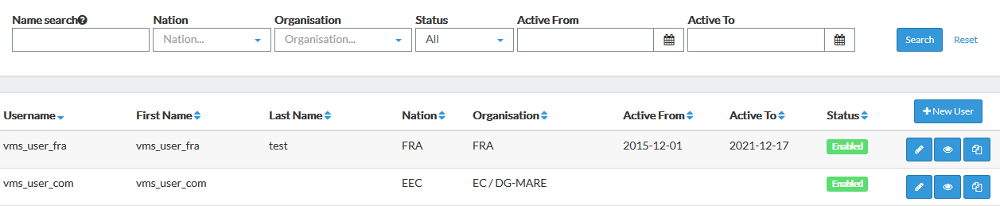 Name search Nation Organisation Status Active From Active To
Nation... Organisation... All Search Reset
Username First Name Last Name Nation Organisation Active From Active To Status + New User
vms_user_fra vms_user_fra test FRA FRA 2015-12-01 2021-12-17 Enabled
vms_user_com vms_user_com EEC EC / DG-MARE Enabled